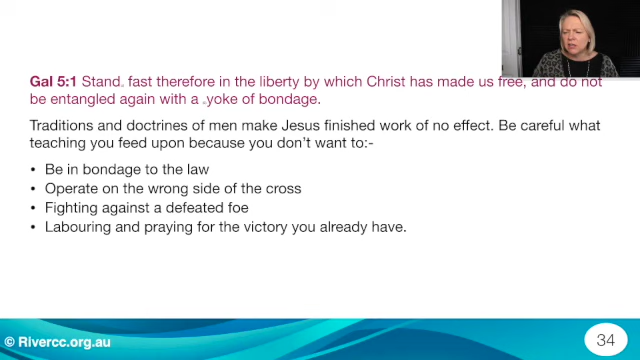 Gal 5:1 Stand fast therefore in the liberty by which Christ has made us free, and do not
be entangled again with a yoke of bondage.
Traditions and doctrines of men make Jesus finished work of no effect. Be careful what
teaching you feed upon because you don't want to:-
• Be in bondage to the law
• Operate on the wrong side of the cross
• Fighting against a defeated foe
• Labouring and praying for the victory you already have.
© Rivercc.org.au
34